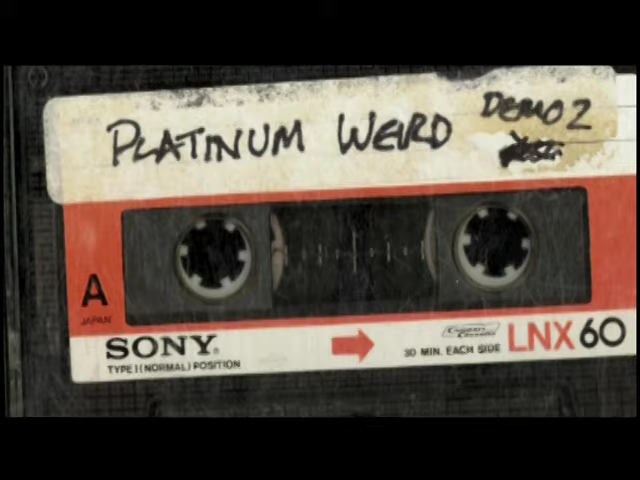 PLATINUM WEIRD DEMO 2
A
JAPAN
SONY.
LNX 60
TYPE I (NORMAL) POSITION
30 MIN. EACH SIDE